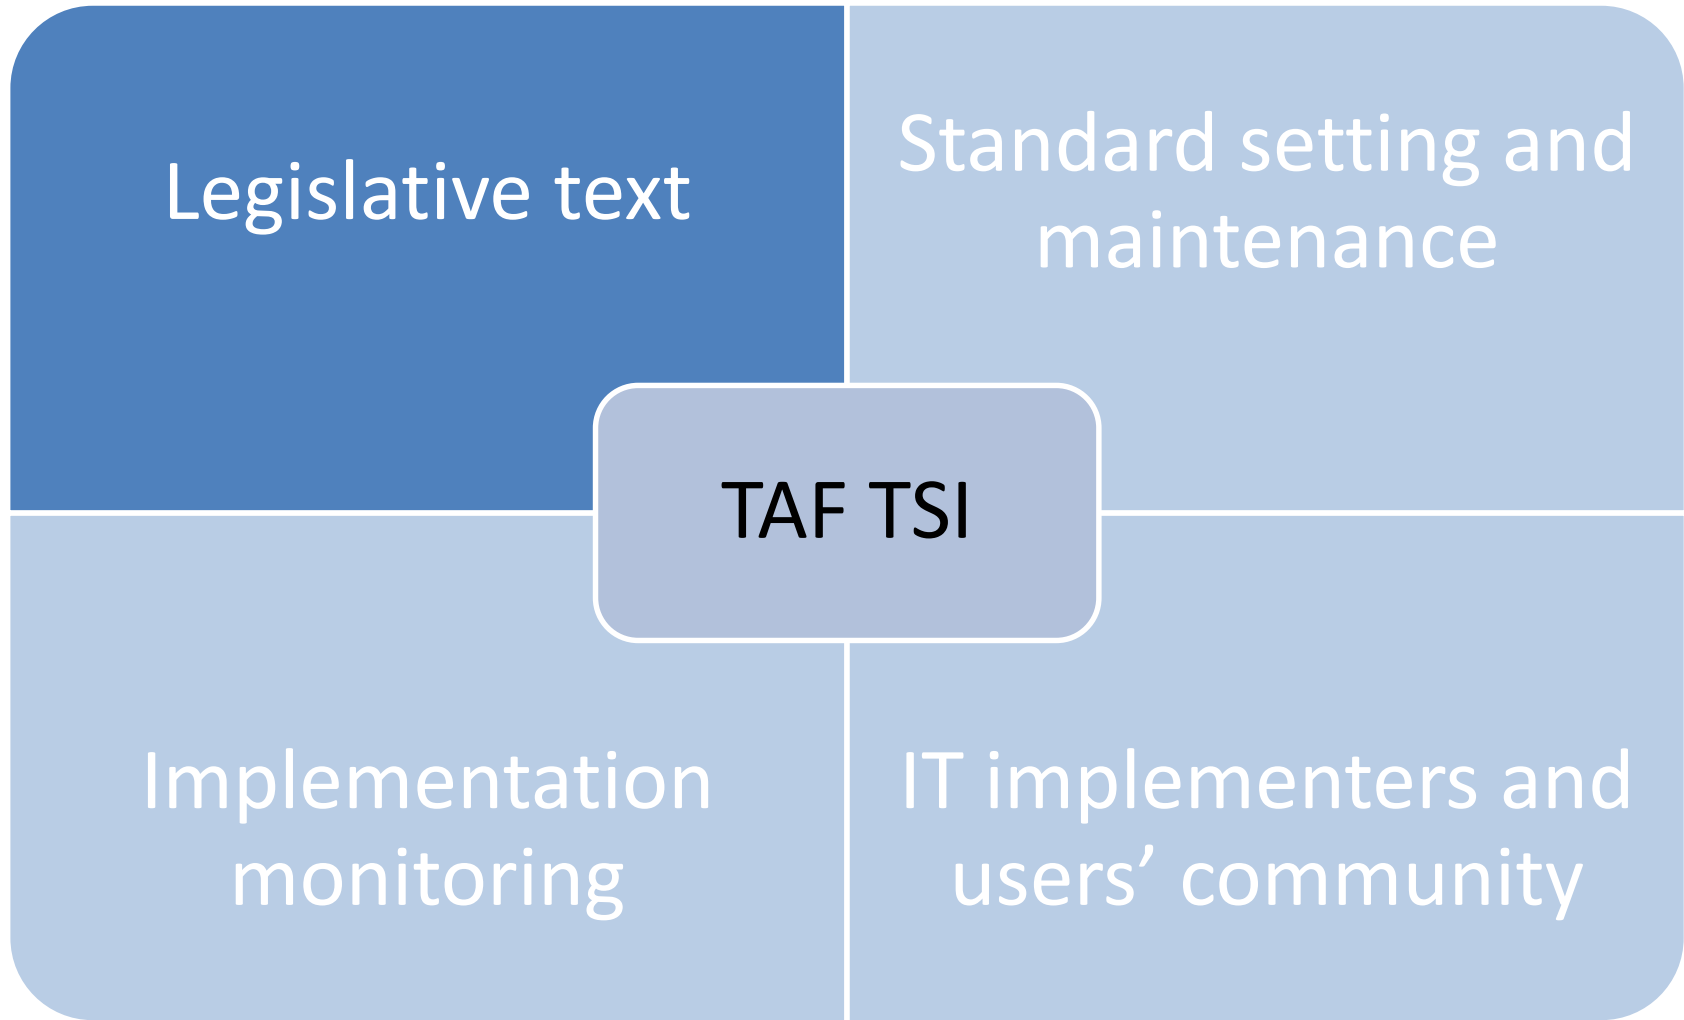 Legislative text
Standard setting and
maintenance
TAF TSI
Implementation
monitoring
IT implementers and
users’ community